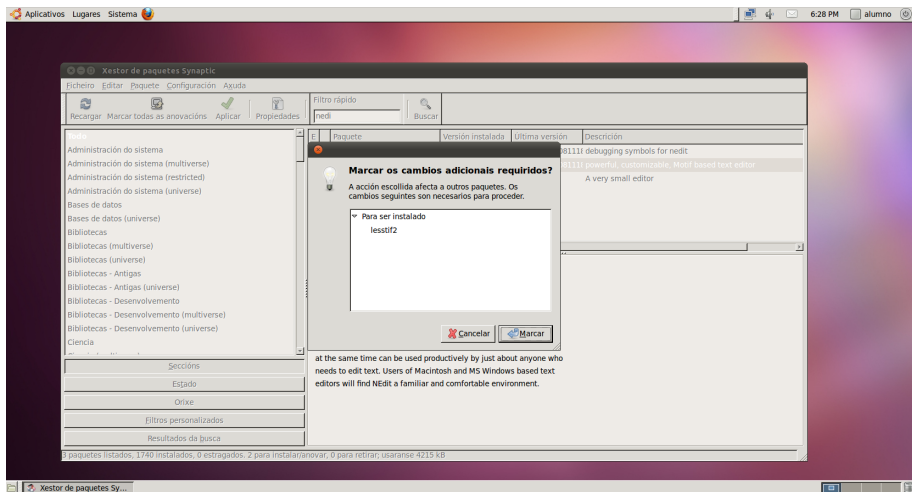 Aplicativos Lugares Sistema
6:28 PM alumno
Xestor de paquetes Synaptic
Ficheiro Editar Paquete Configuración Axuda
Recargar Marcar todas as anovacións Aplicar Propiedades
Filtro rápido
nedi
Buscar
Todo
Administración do sistema
Administración do sistema (multiverse)
Administración do sistema (restricted)
Administración do sistema (universe)
Bases de datos
Bases de datos (universe)
Bibliotecas
Bibliotecas (multiverse)
Bibliotecas (universe)
Bibliotecas - Antigas
Bibliotecas - Antigas (universe)
Bibliotecas - Desenvolvemento
Bibliotecas - Desenvolvemento (multiverse)
Bibliotecas - Desenvolvemento (universe)
Ciencia
Seccións
Estado
Orixe
Filtros personalizados
Resultados da busca
E Paquete Versión instalada Última versión Descrición
debugging symbols for nedit
powerful, customizable, Motif based text editor
A very small editor
Marcar os cambios adicionais requiridos?
A acción escollida afecta a outros paquetes. Os
cambios seguintes son necesarios para proceder.
Para ser instalado
lesstif2
Cancelar Marcar
at the same time can be used productively by just about anyone who
needs to edit text. Users of Macintosh and MS Windows based text
editors will find NEdit a familiar and comfortable environment.
3 paquetes listados, 1740 instalados, 0 estragados. 2 para instalar/anovar, 0 para retirar; usaranse 4215 kB
Xestor de paquetes Sy...